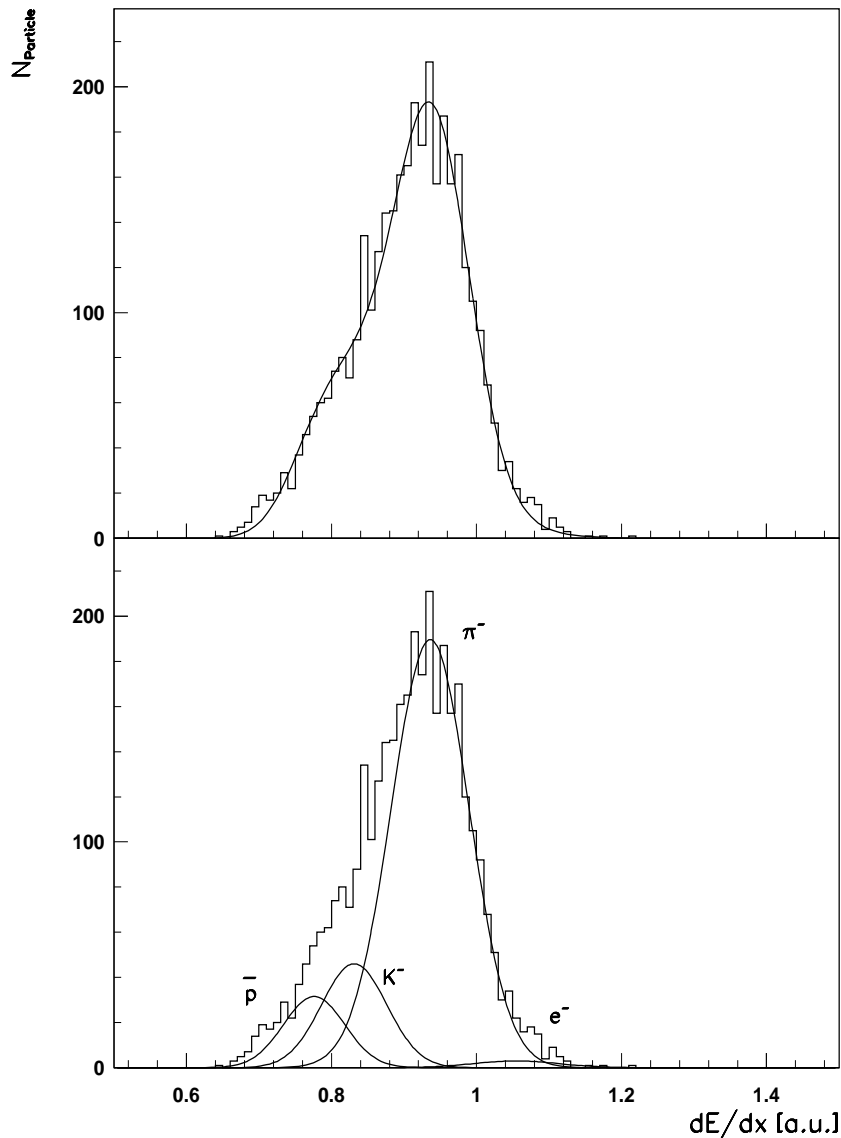 N_Particle
200
100
0
200
π⁻
100
p̅
K⁻
e⁻
0
0.6 0.8 1 1.2 1.4
dE/dx [a.u.]